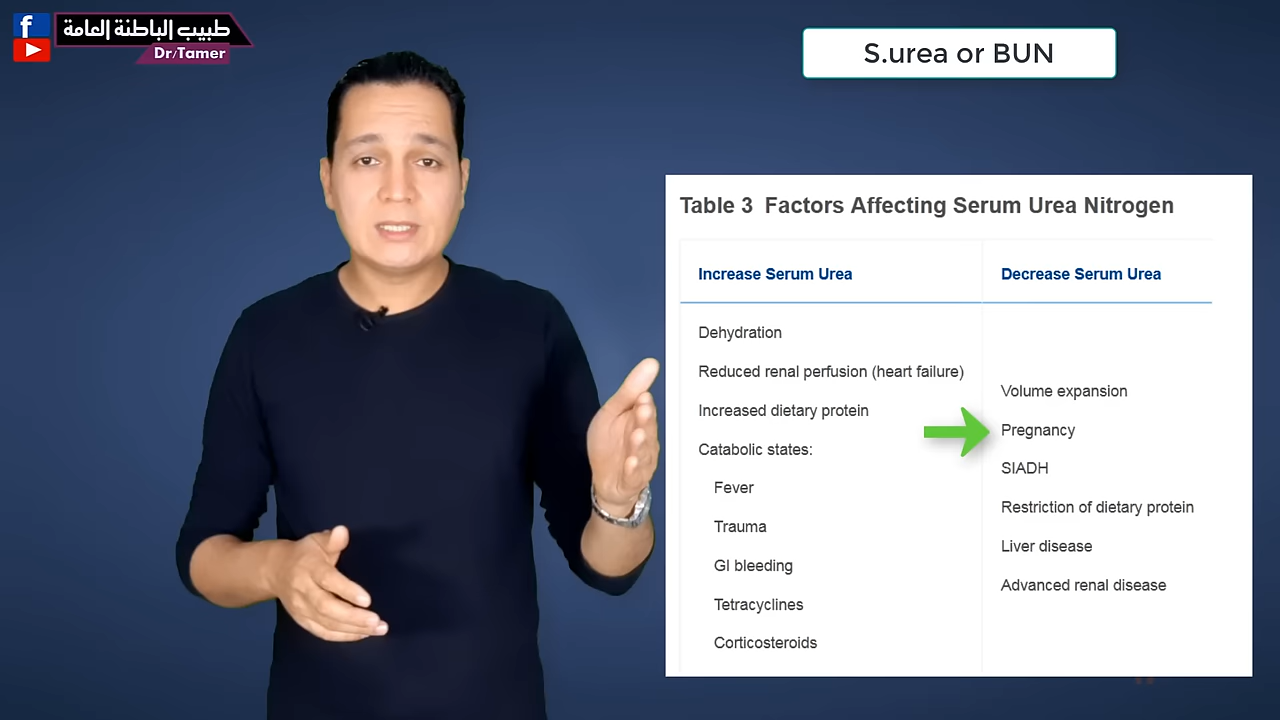 f
طبيب الباطنة العامة
Dr/Tamer
S.urea or BUN
Table 3 Factors Affecting Serum Urea Nitrogen
Increase Serum Urea
Decrease Serum Urea
Dehydration
Reduced renal perfusion (heart failure)
Increased dietary protein
Catabolic states:
Fever
Trauma
GI bleeding
Tetracyclines
Corticosteroids
Volume expansion
Pregnancy
SIADH
Restriction of dietary protein
Liver disease
Advanced renal disease